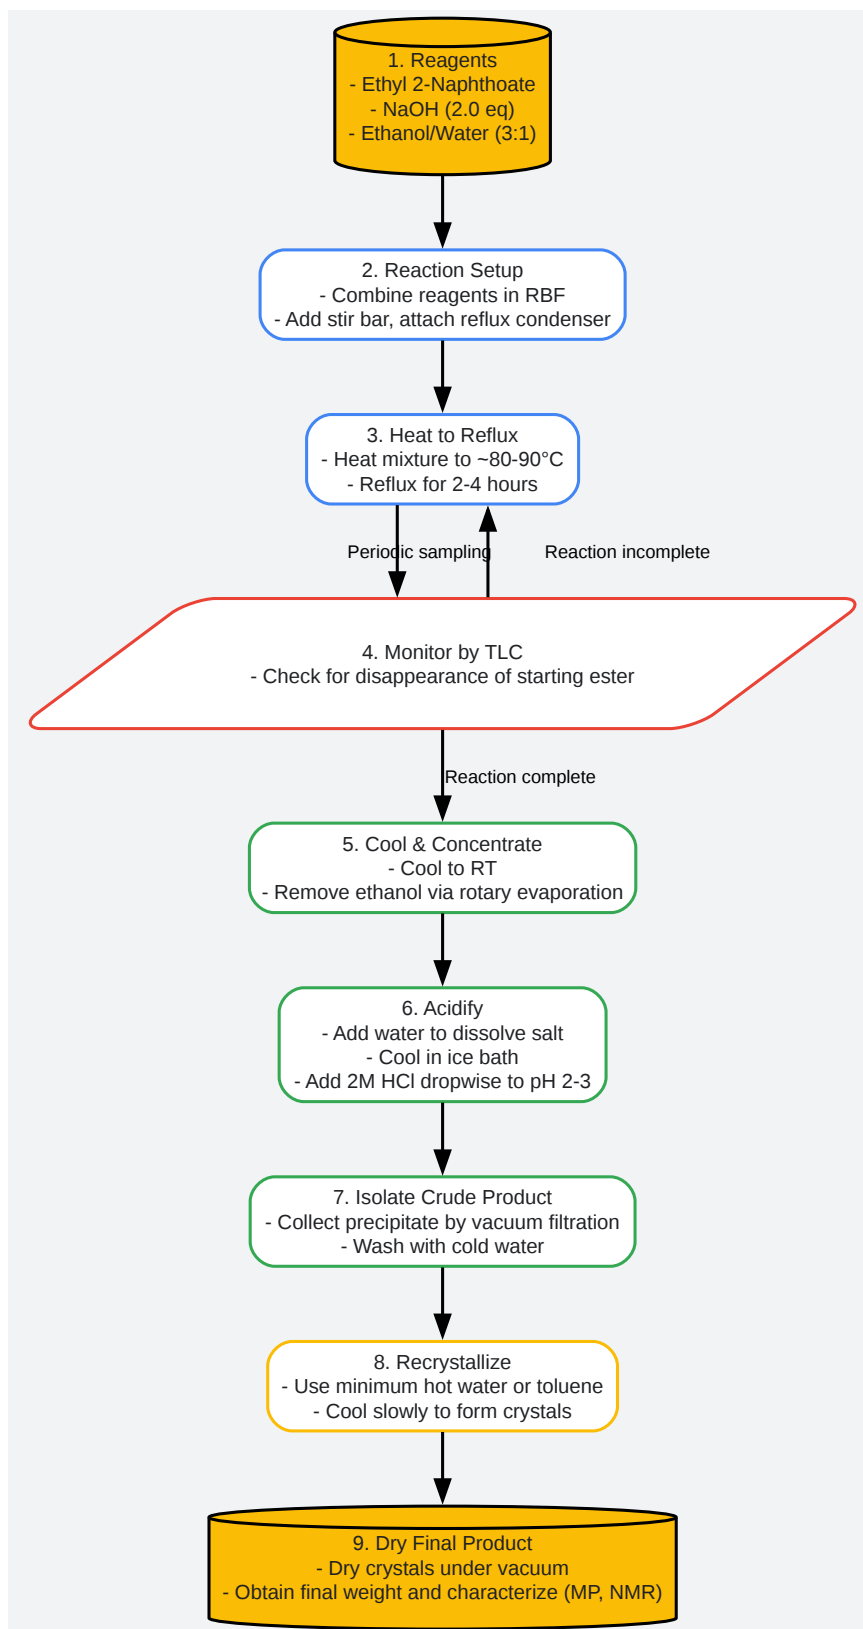 1. Reagents
- Ethyl 2-Naphthoate
- NaOH (2.0 eq)
- Ethanol/Water (3:1)
2. Reaction Setup
- Combine reagents in RBF
- Add stir bar, attach reflux condenser
3. Heat to Reflux
- Heat mixture to ~80-90°C
- Reflux for 2-4 hours
Periodic sampling
Reaction incomplete
4. Monitor by TLC
- Check for disappearance of starting ester
Reaction complete
5. Cool & Concentrate
- Cool to RT
- Remove ethanol via rotary evaporation
6. Acidify
- Add water to dissolve salt
- Cool in ice bath
- Add 2M HCl dropwise to pH 2-3
7. Isolate Crude Product
- Collect precipitate by vacuum filtration
- Wash with cold water
8. Recrystallize
- Use minimum hot water or toluene
- Cool slowly to form crystals
9. Dry Final Product
- Dry crystals under vacuum
- Obtain final weight and characterize (MP, NMR)